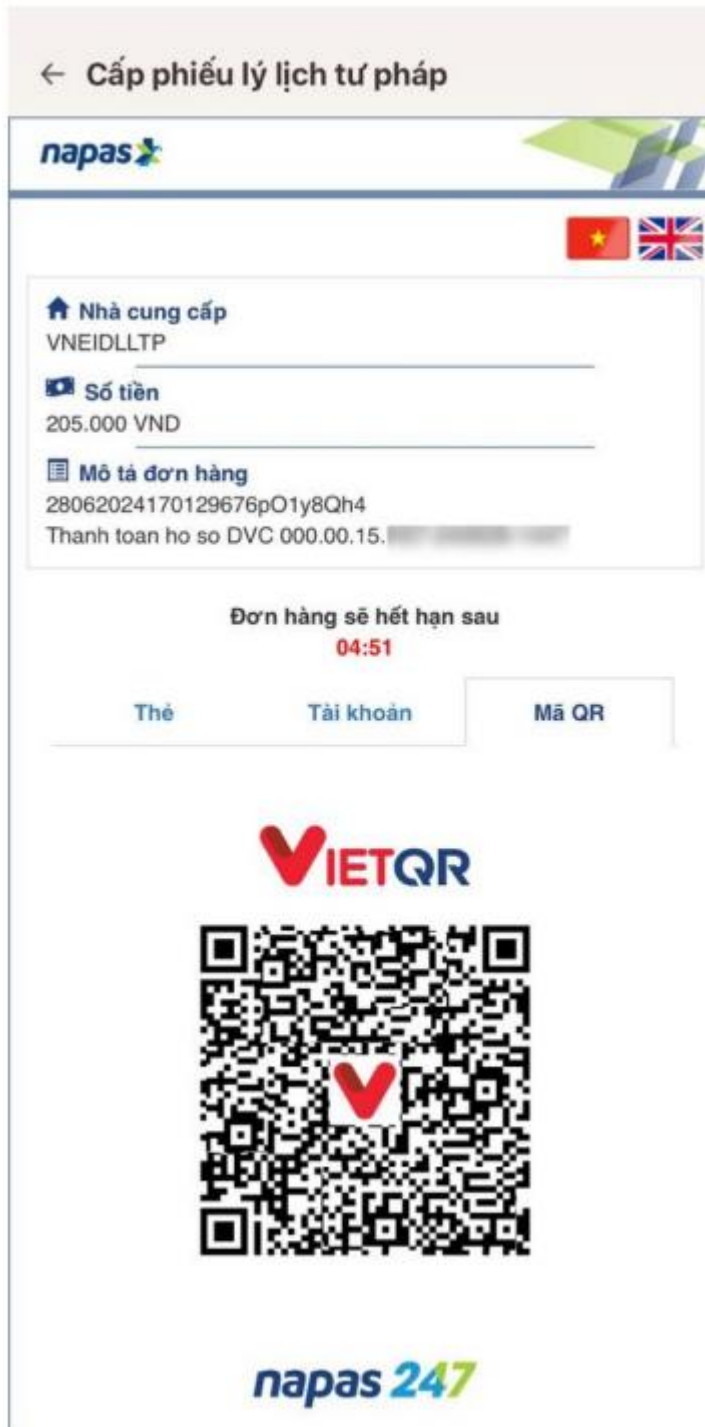 ← Cấp phiếu lý lịch tư pháp
napas
Nhà cung cấp
VNEIDLLTP
Số tiền
205.000 VND
Mô tả đơn hàng
28062024170129676pO1y8Qh4
Thanh toan ho so DVC 000.00.15.
Đơn hàng sẽ hết hạn sau
04:51
Thẻ Tài khoản Mã QR
VIETQR
napas 247